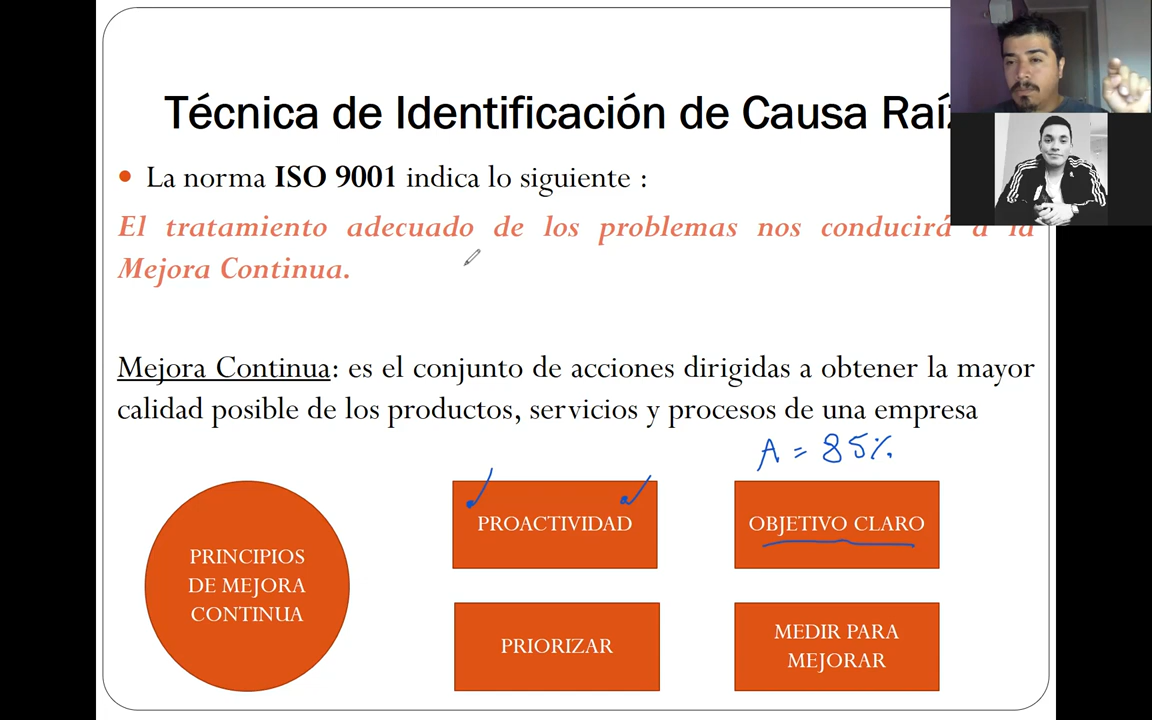 Técnica de Identificación de Causa Raíz
• La norma ISO 9001 indica lo siguiente :
El tratamiento adecuado de los problemas nos conducirá a la
Mejora Continua.
Mejora Continua: es el conjunto de acciones dirigidas a obtener la mayor
calidad posible de los productos, servicios y procesos de una empresa
A = 85%
PROACTIVIDAD
OBJETIVO CLARO
PRINCIPIOS
DE MEJORA
CONTINUA
PRIORIZAR
MEDIR PARA
MEJORAR